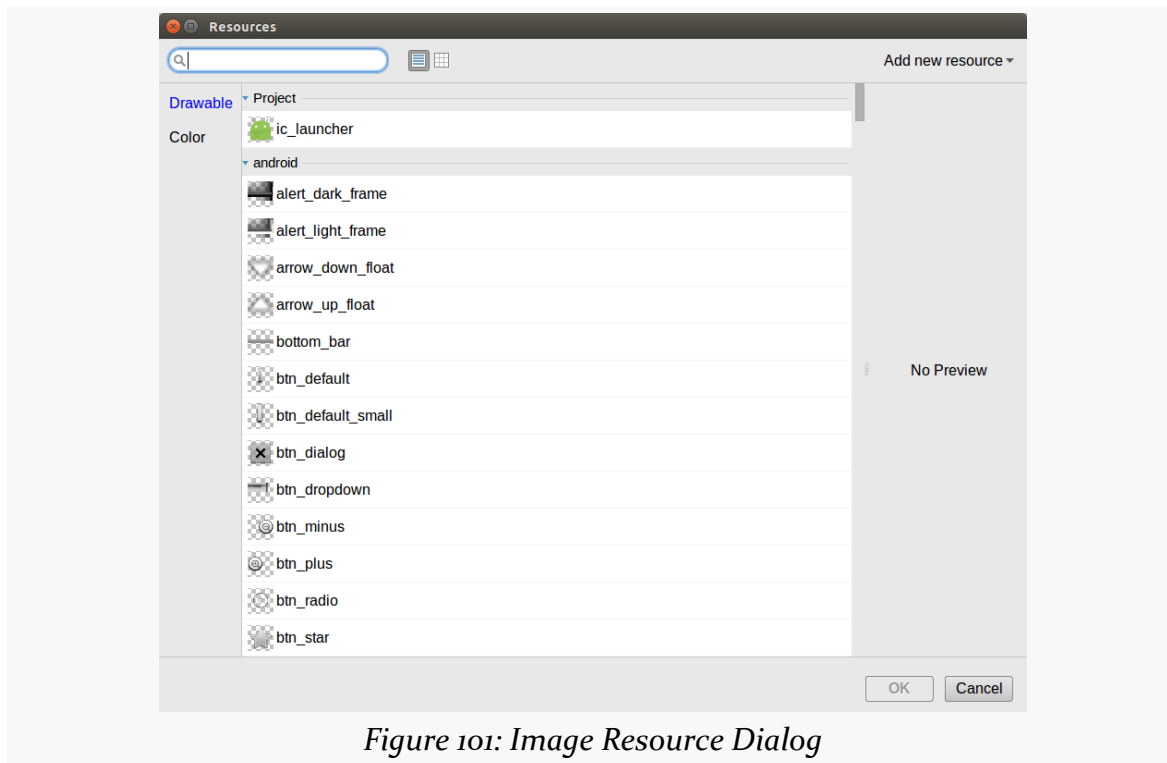 Resources
Add new resource
Drawable
Color
Project
ic_launcher
android
alert_dark_frame
alert_light_frame
arrow_down_float
arrow_up_float
bottom_bar
btn_default
btn_default_small
btn_dialog
btn_dropdown
btn_minus
btn_plus
btn_radio
btn_star
No Preview
OK
Cancel
Figure 101: Image Resource Dialog